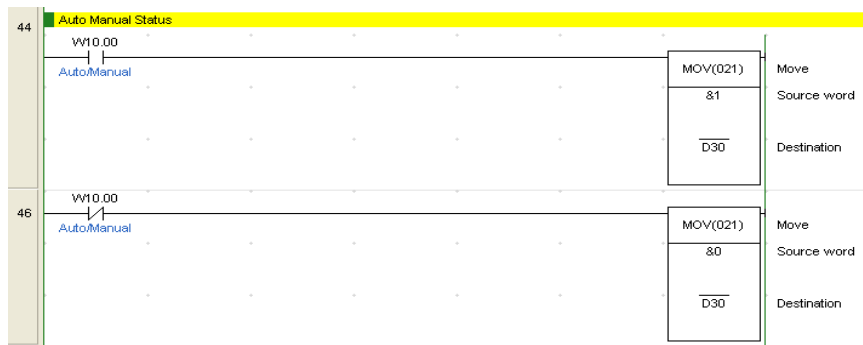 44
Auto Manual Status
W10.00
Auto/Manual
MOV(021)
Move
&1
Source word
D30
Destination
46
W10.00
Auto/Manual
MOV(021)
Move
&0
Source word
D30
Destination